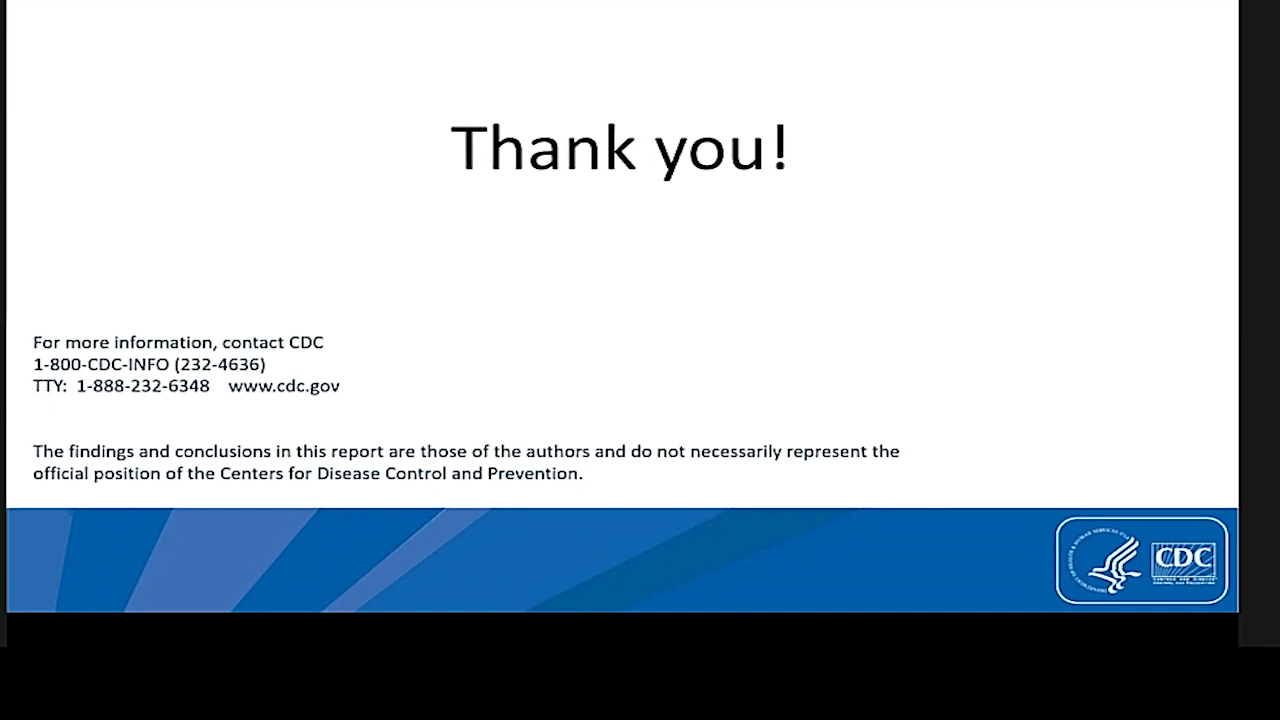 Thank you!
For more information, contact CDC
1-800-CDC-INFO (232-4636)
TTY:  1-888-232-6348    www.cdc.gov
The findings and conclusions in this report are those of the authors and do not necessarily represent the
official position of the Centers for Disease Control and Prevention.
CDC